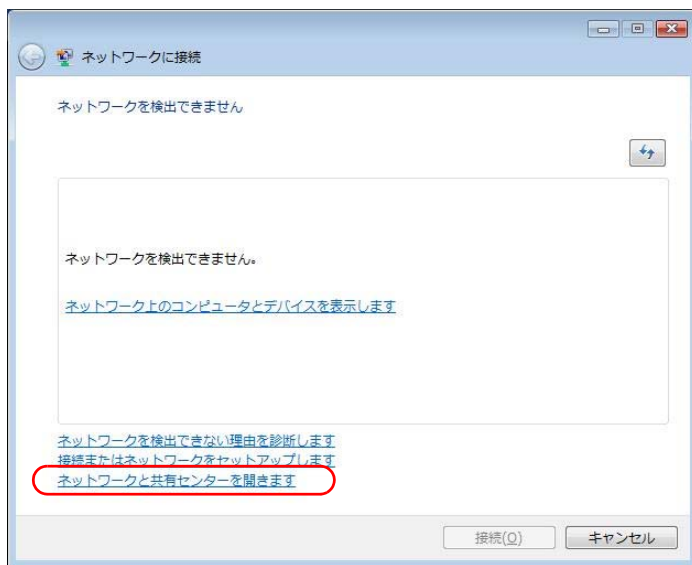 ネットワークに接続
ネットワークを検出できません
ネットワークを検出できません。
ネットワーク上のコンピュータとデバイスを表示します
ネットワークを検出できない理由を診断します
接続またはネットワークをセットアップします
ネットワークと共有センターを開きます
接続(O) キャンセル